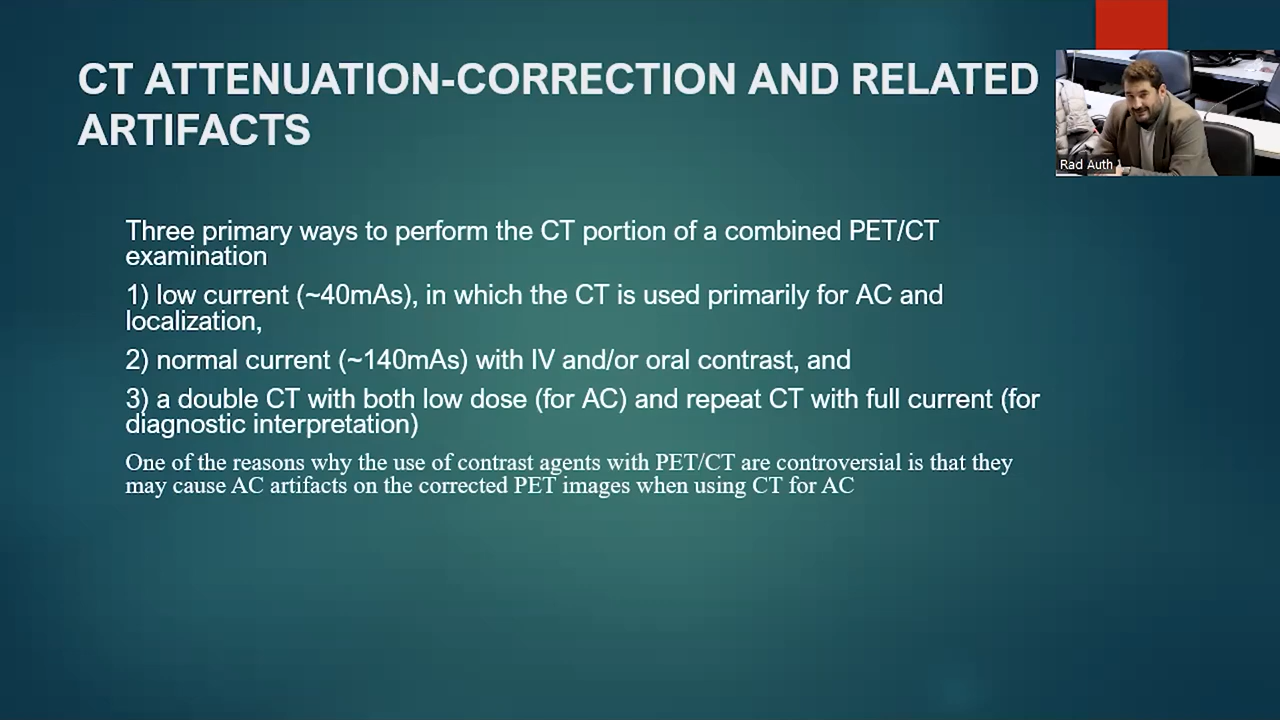 CT ATTENUATION-CORRECTION AND RELATED
ARTIFACTS
Rad Auth
Three primary ways to perform the CT portion of a combined PET/CT
examination
1) low current (~40mAs), in which the CT is used primarily for AC and
localization,
2) normal current (~140mAs) with IV and/or oral contrast, and
3) a double CT with both low dose (for AC) and repeat CT with full current (for
diagnostic interpretation)
One of the reasons why the use of contrast agents with PET/CT are controversial is that they
may cause AC artifacts on the corrected PET images when using CT for AC